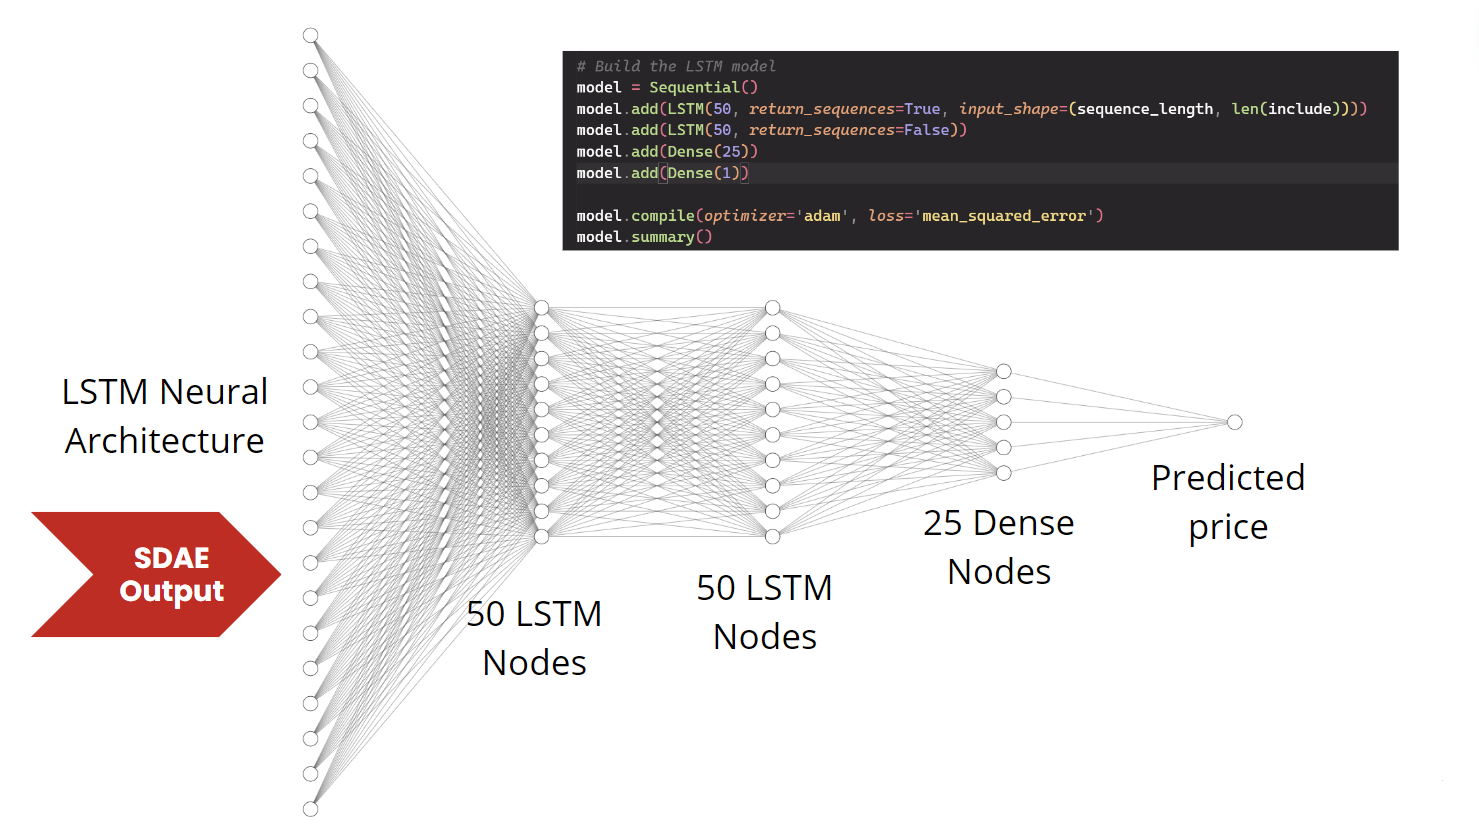 # Build the LSTM model
model = Sequential()
model.add(LSTM(50, return_sequences=True, input_shape=(sequence_length, len(include))))
model.add(LSTM(50, return_sequences=False))
model.add(Dense(25))
model.add(Dense(1))
model.compile(optimizer='adam', loss='mean_squared_error')
model.summary()
LSTM Neural
Architecture
SDAE
Output
50 LSTM
Nodes
50 LSTM
Nodes
25 Dense
Nodes
Predicted
price